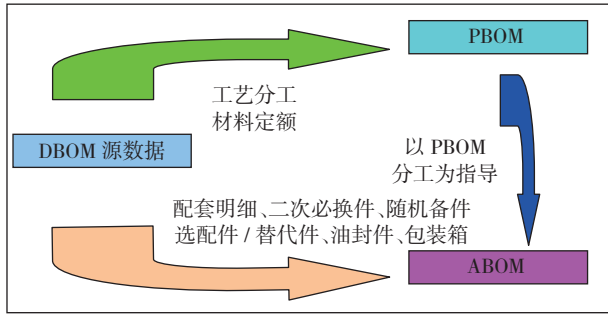 PBOM
工艺分工
材料定额
DBOM 源数据
以 PBOM
分工为指导
配套明细、二次必换件、随机备件
选配件 / 替代件、油封件、包装箱
ABOM